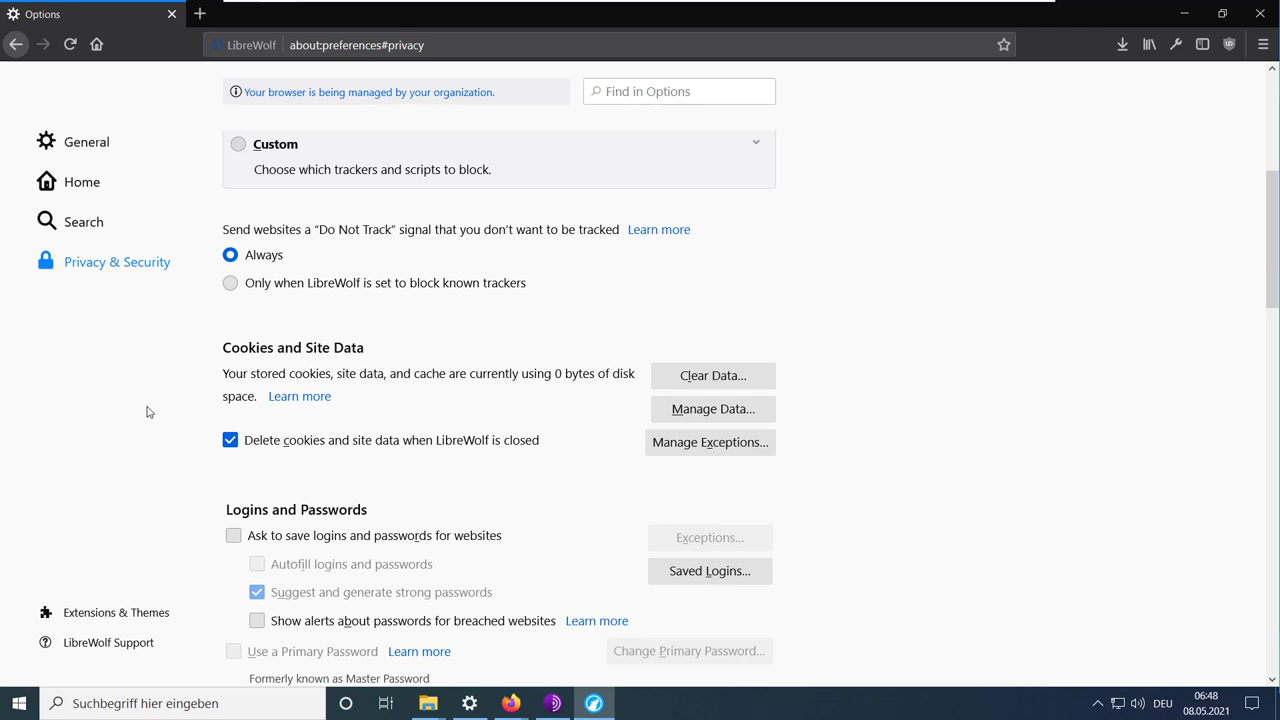 Options
LibreWolf about:preferences#privacy
Your browser is being managed by your organization.
Find in Options
General
Home
Search
Privacy & Security
Extensions & Themes
LibreWolf Support
Custom
Choose which trackers and scripts to block.
Send websites a “Do Not Track” signal that you don’t want to be tracked Learn more
Always
Only when LibreWolf is set to block known trackers
Cookies and Site Data
Your stored cookies, site data, and cache are currently using 0 bytes of disk
space. Learn more
Clear Data...
Manage Data...
Delete cookies and site data when LibreWolf is closed
Manage Exceptions...
Logins and Passwords
Ask to save logins and passwords for websites
Exceptions...
Autofill logins and passwords
Saved Logins...
Suggest and generate strong passwords
Show alerts about passwords for breached websites Learn more
Use a Primary Password Learn more
Change Primary Password...
Formerly known as Master Password
Suchbegriff hier eingeben
DEU
06:48
08.05.2021